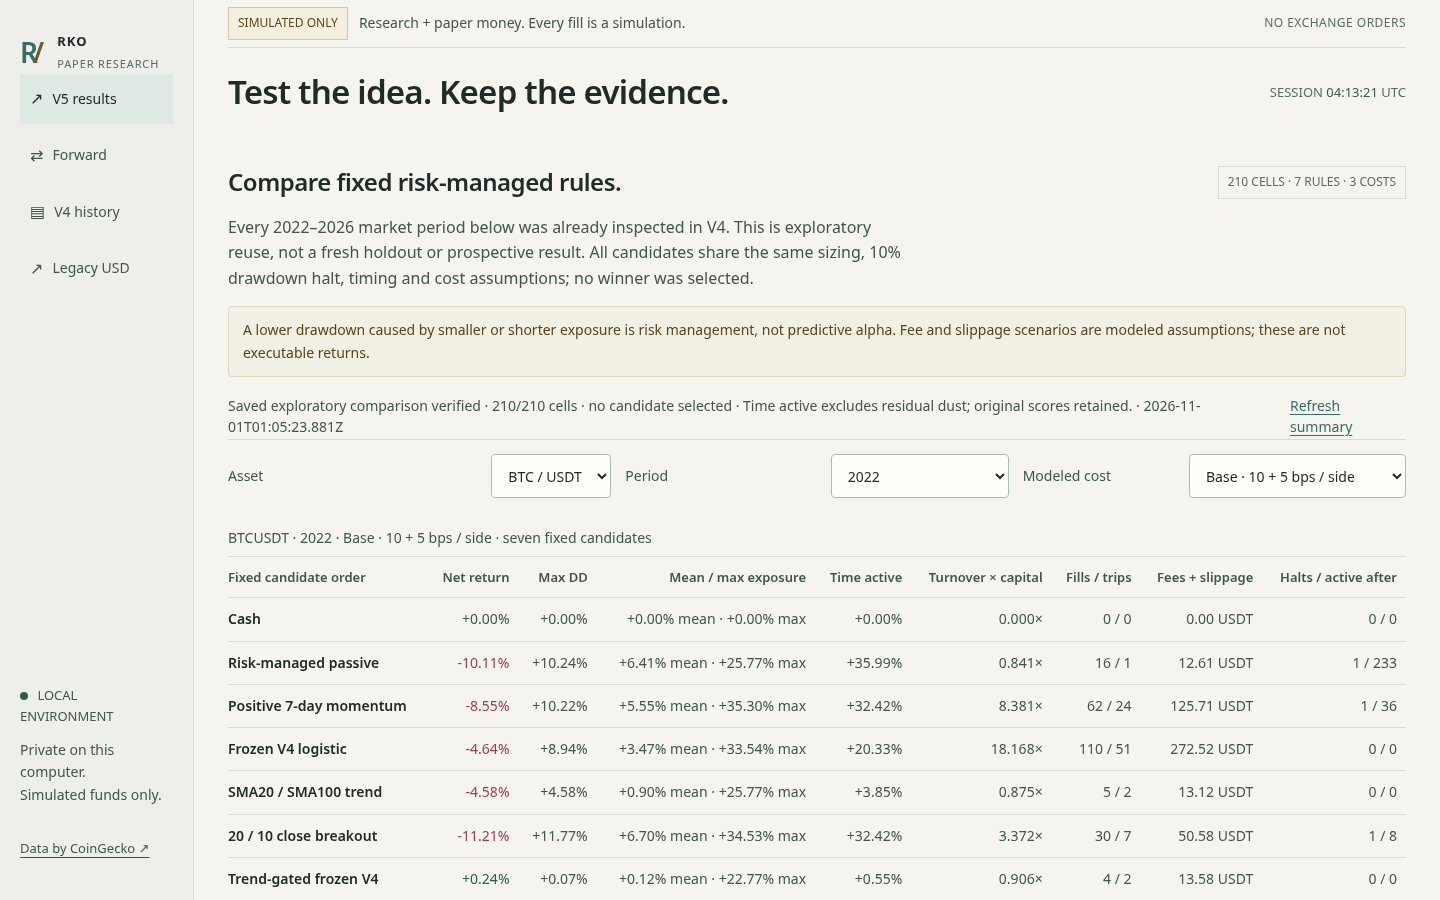 RKO
PAPER RESEARCH
↗ V5 results
⇄ Forward
▤ V4 history
↗ Legacy USD
LOCAL
ENVIRONMENT
Private on this
computer.
Simulated funds only.
Data by CoinGecko ↗
SIMULATED ONLY Research + paper money. Every fill is a simulation. NO EXCHANGE ORDERS
Test the idea. Keep the evidence. SESSION 04:13:21 UTC
Compare fixed risk-managed rules. 210 CELLS · 7 RULES · 3 COSTS
Every 2022–2026 market period below was already inspected in V4. This is exploratory
reuse, not a fresh holdout or prospective result. All candidates share the same sizing, 10%
drawdown halt, timing and cost assumptions; no winner was selected.
A lower drawdown caused by smaller or shorter exposure is risk management, not predictive alpha. Fee and slippage scenarios are modeled assumptions; these are not
executable returns.
Saved exploratory comparison verified · 210/210 cells · no candidate selected · Time active excludes residual dust; original scores retained. · 2026-11-
01T01:05:23.881Z
Refresh
summary
Asset BTC / USDT Period 2022 Modeled cost Base · 10 + 5 bps / side
BTCUSDT · 2022 · Base · 10 + 5 bps / side · seven fixed candidates
Fixed candidate order Net return Max DD Mean / max exposure Time active Turnover × capital Fills / trips Fees + slippage Halts / active after
Cash +0.00% +0.00% +0.00% mean · +0.00% max +0.00% 0.000× 0 / 0 0.00 USDT 0 / 0
Risk-managed passive -10.11% +10.24% +6.41% mean · +25.77% max +35.99% 0.841× 16 / 1 12.61 USDT 1 / 233
Positive 7-day momentum -8.55% +10.22% +5.55% mean · +35.30% max +32.42% 8.381× 62 / 24 125.71 USDT 1 / 36
Frozen V4 logistic -4.64% +8.94% +3.47% mean · +33.54% max +20.33% 18.168× 110 / 51 272.52 USDT 0 / 0
SMA20 / SMA100 trend -4.58% +4.58% +0.90% mean · +25.77% max +3.85% 0.875× 5 / 2 13.12 USDT 0 / 0
20 / 10 close breakout -11.21% +11.77% +6.70% mean · +34.53% max +32.42% 3.372× 30 / 7 50.58 USDT 1 / 8
Trend-gated frozen V4 +0.24% +0.07% +0.12% mean · +22.77% max +0.55% 0.906× 4 / 2 13.58 USDT 0 / 0